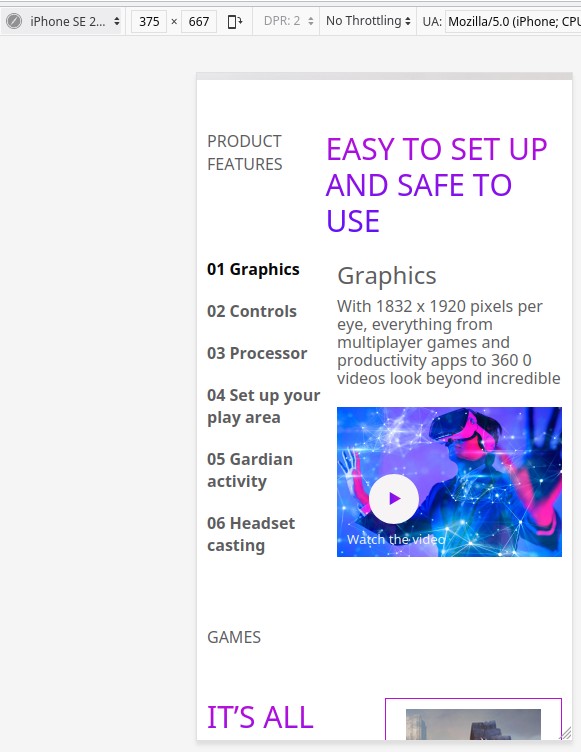 iPhone SE 2...
375 × 667
DPR: 2
No Throttling
UA:
Mozilla/5.0 (iPhone; CPU
PRODUCT
FEATURES
EASY TO SET UP
AND SAFE TO
USE
01 Graphics
02 Controls
03 Processor
04 Set up your
play area
05 Gardian
activity
06 Headset
casting
Graphics
With 1832 x 1920 pixels per
eye, everything from
multiplayer games and
productivity apps to 360 0
videos look beyond incredible
Watch the video
GAMES
IT’S ALL